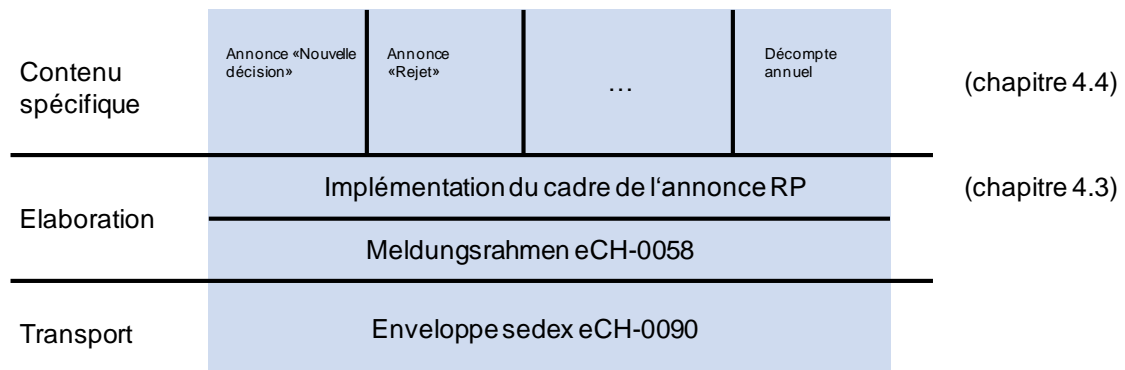 Contenu
spécifique
Annonce «Nouvelle
décision»
Annonce
«Rejet»
...
Décompte
annuel
(chapitre 4.4)
Elaboration
Implémentation du cadre de l'annonce RP
(chapitre 4.3)
Meldungsrahmen eCH-0058
Transport
Enveloppe sedex eCH-0090